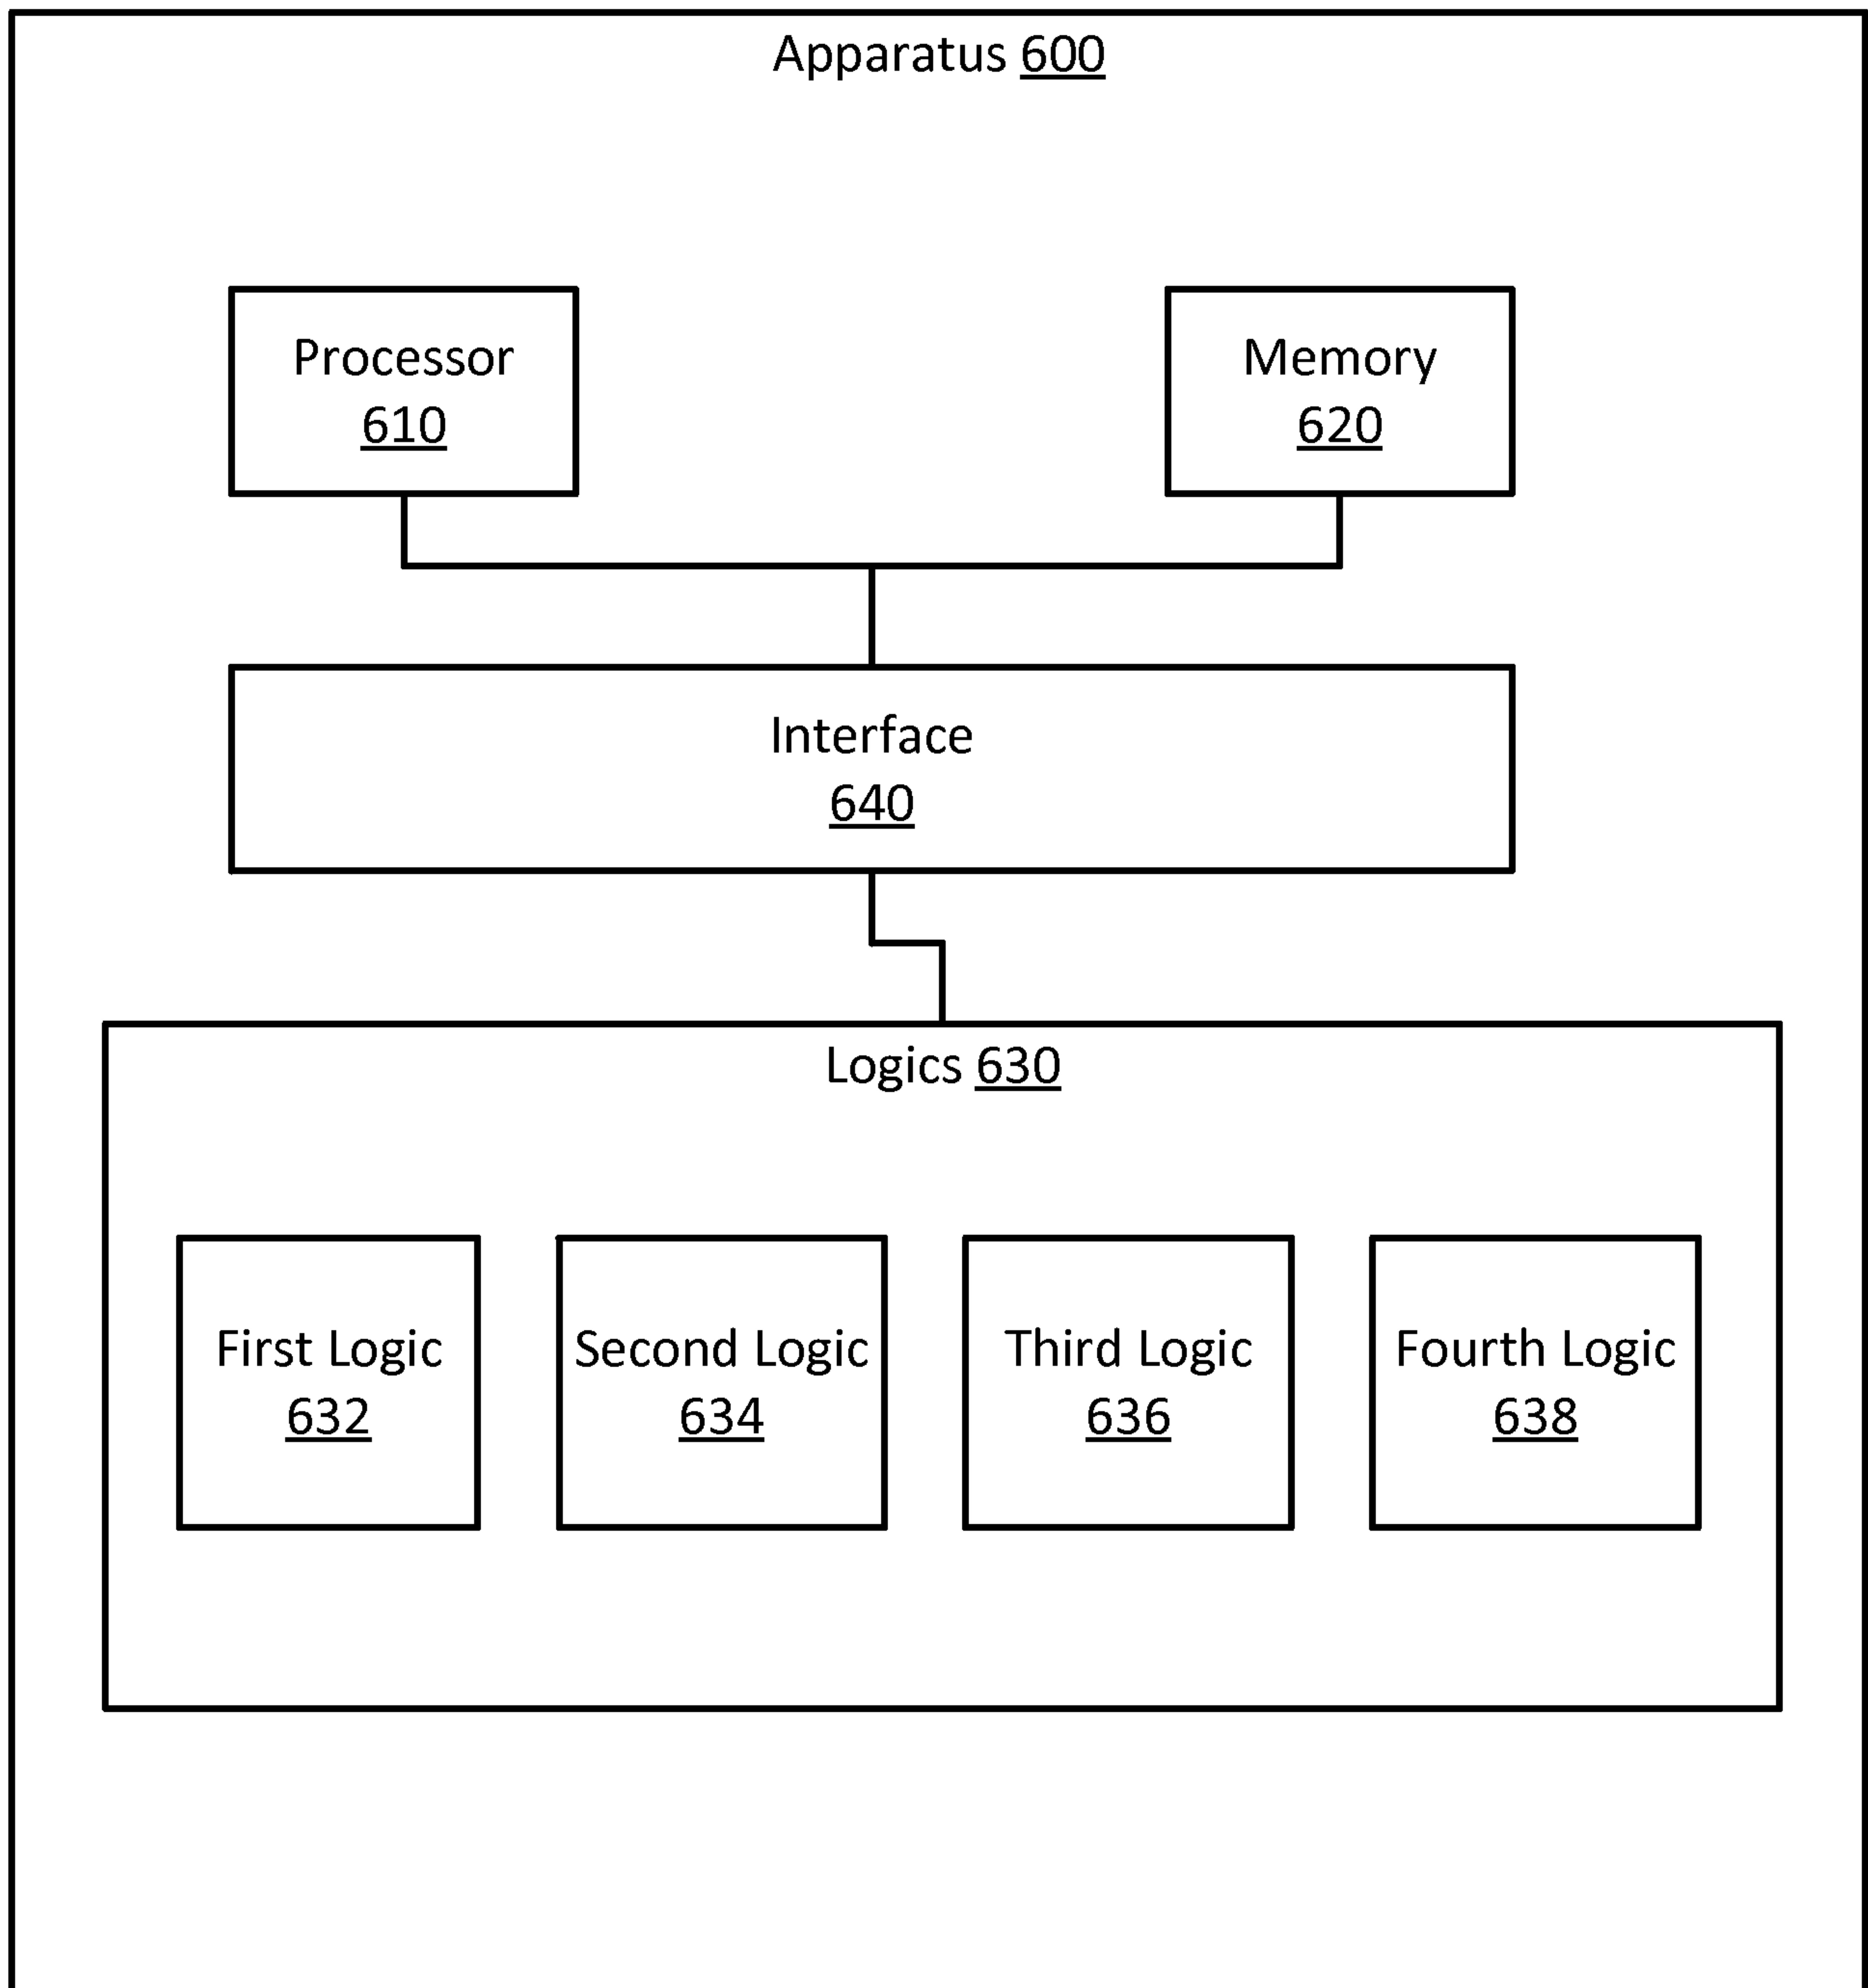 Apparatus 600
Processor
610
Memory
620
Interface
640
Logics 630
First Logic
632
Second Logic
634
Third Logic
636
Fourth Logic
638